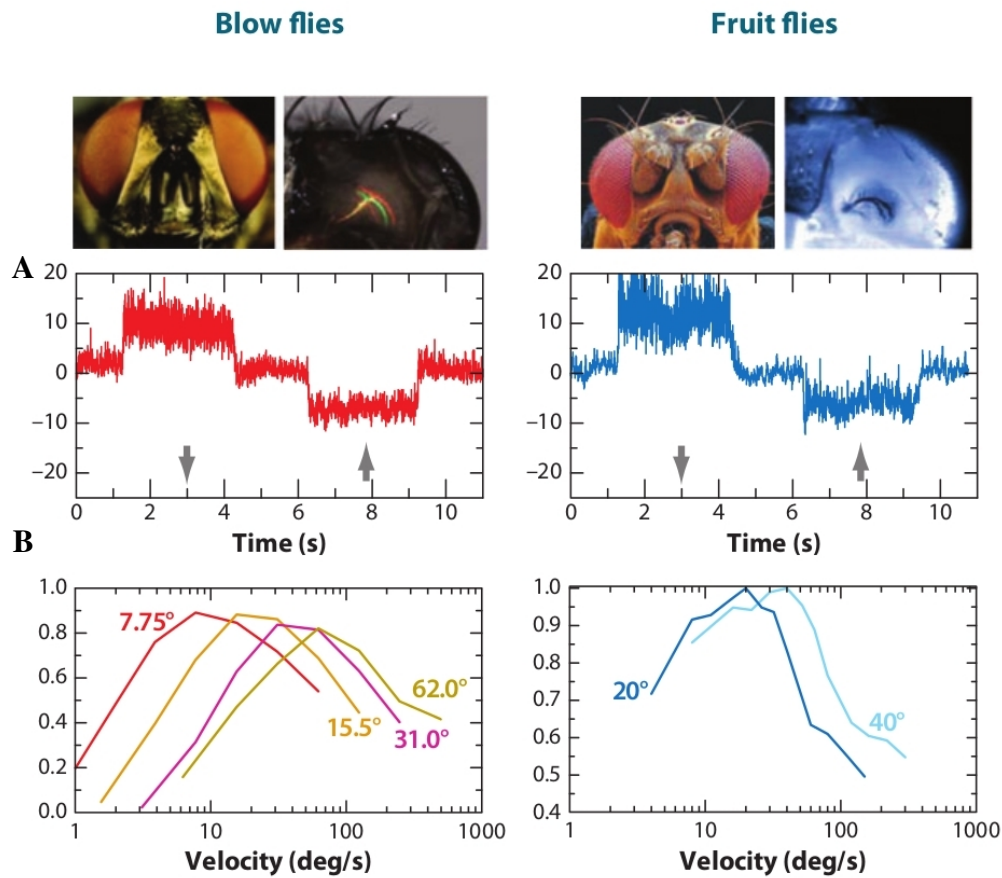 Blow flies
Fruit flies
A
20
10
0
−10
−20
0 2 4 6 8 10
Time (s)
20
10
0
−10
−20
0 2 4 6 8 10
Time (s)
B
1.0
0.8
0.6
0.4
0.2
0.0
7.75°
15.5°
31.0°
62.0°
1 10 100 1000
Velocity (deg/s)
1.0
0.9
0.8
0.7
0.6
0.5
0.4
20°
40°
1 10 100 1000
Velocity (deg/s)